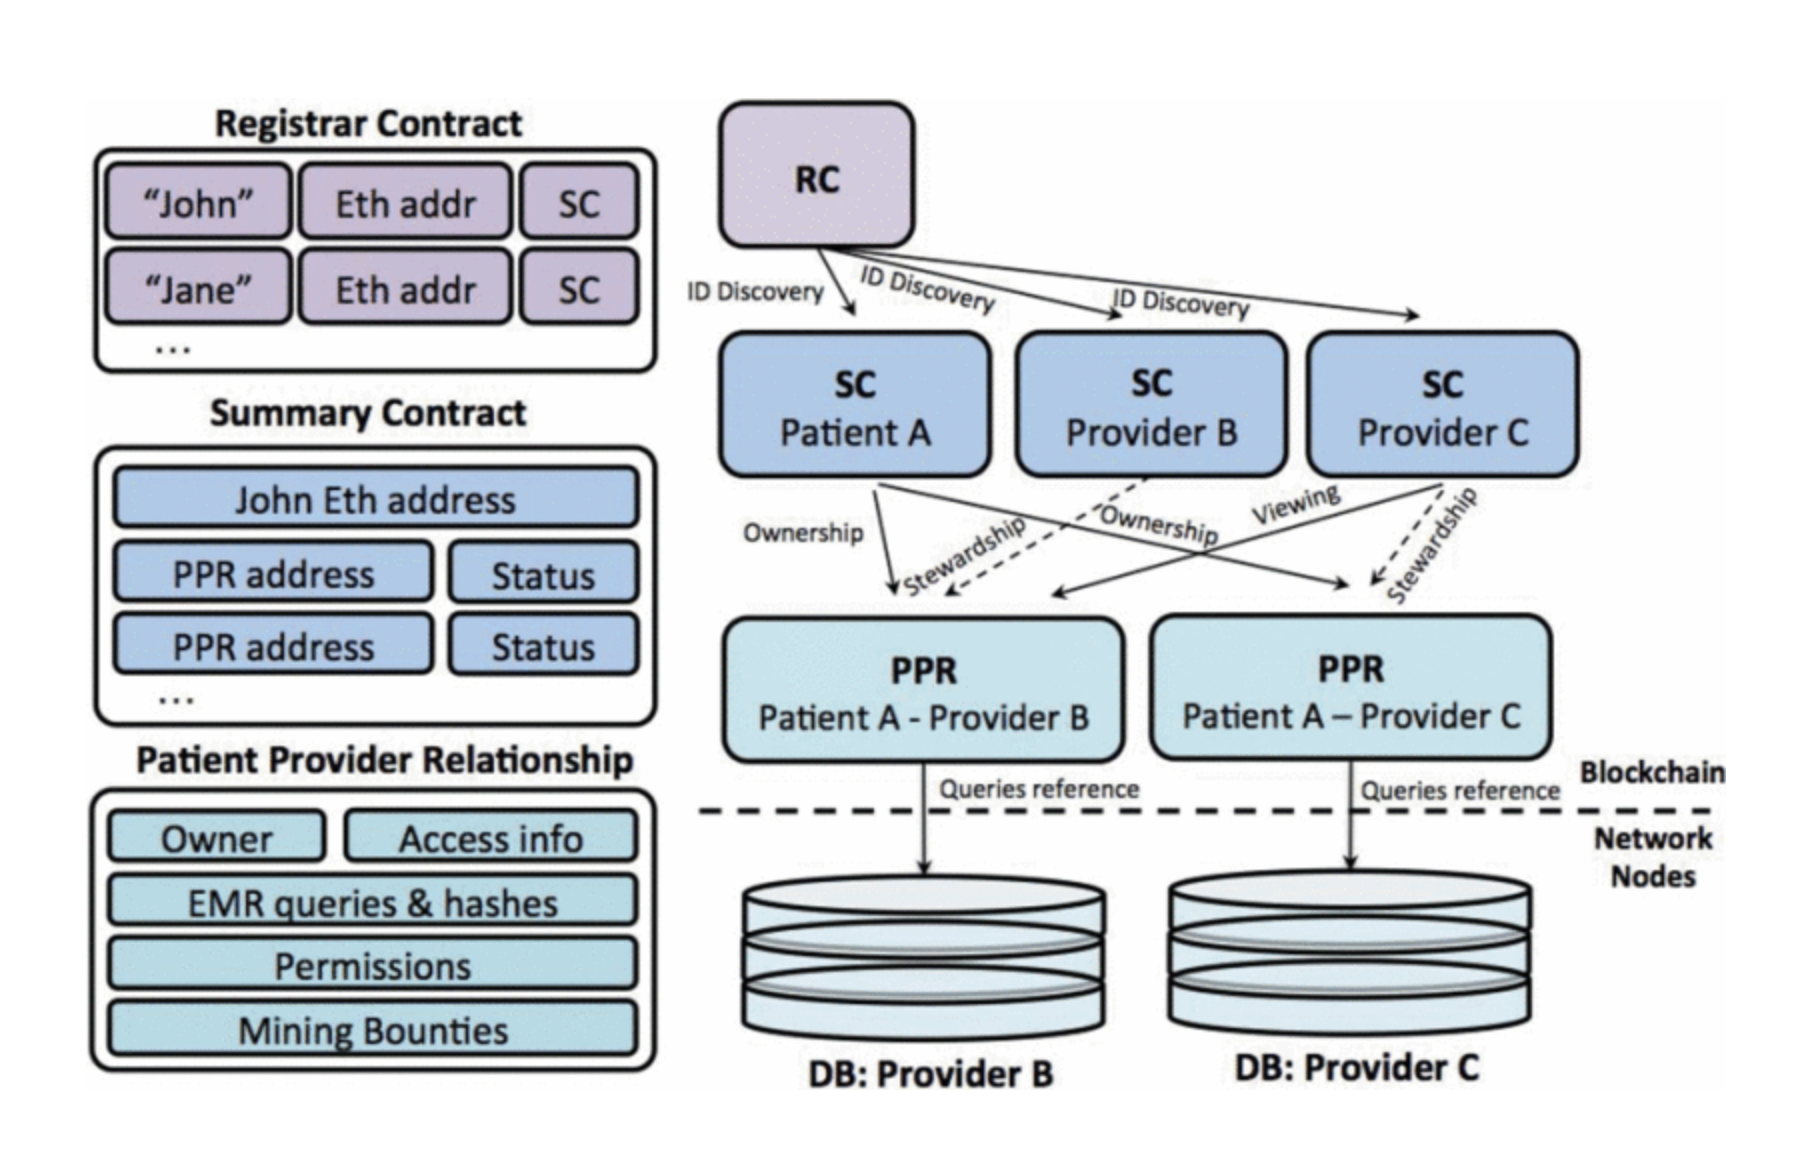 Registrar Contract
“John” Eth addr SC
“Jane” Eth addr SC
...
Summary Contract
John Eth address
PPR address Status
PPR address Status
...
Patient Provider Relationship
Owner Access info
EMR queries & hashes
Permissions
Mining Bounties
RC
ID Discovery
ID Discovery
ID Discovery
SC
Patient A
SC
Provider B
SC
Provider C
Ownership
Stewardship
Ownership
Viewing
Stewardship
PPR
Patient A - Provider B
PPR
Patient A – Provider C
Queries reference
Queries reference
Blockchain
Network
Nodes
DB: Provider B
DB: Provider C